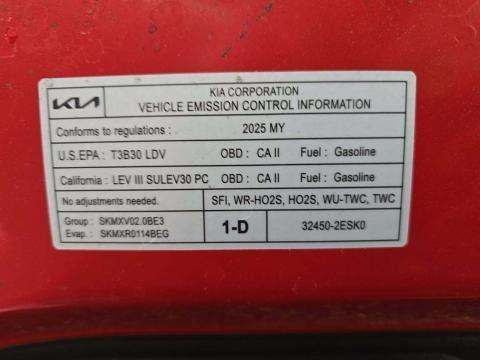 KIA
KIA CORPORATION
VEHICLE EMISSION CONTROL INFORMATION
Conforms to regulations : 2025 MY
U.S.EPA : T3B30 LDV OBD : CA II Fuel : Gasoline
California : LEV III SULEV30 PC OBD : CA II Fuel : Gasoline
No adjustments needed. SFI, WR-HO2S, HO2S, WU-TWC, TWC
Group : SKMXV02.0BE3
Evap. : SKMXR0114BEG
1-D
32450-2ESK0